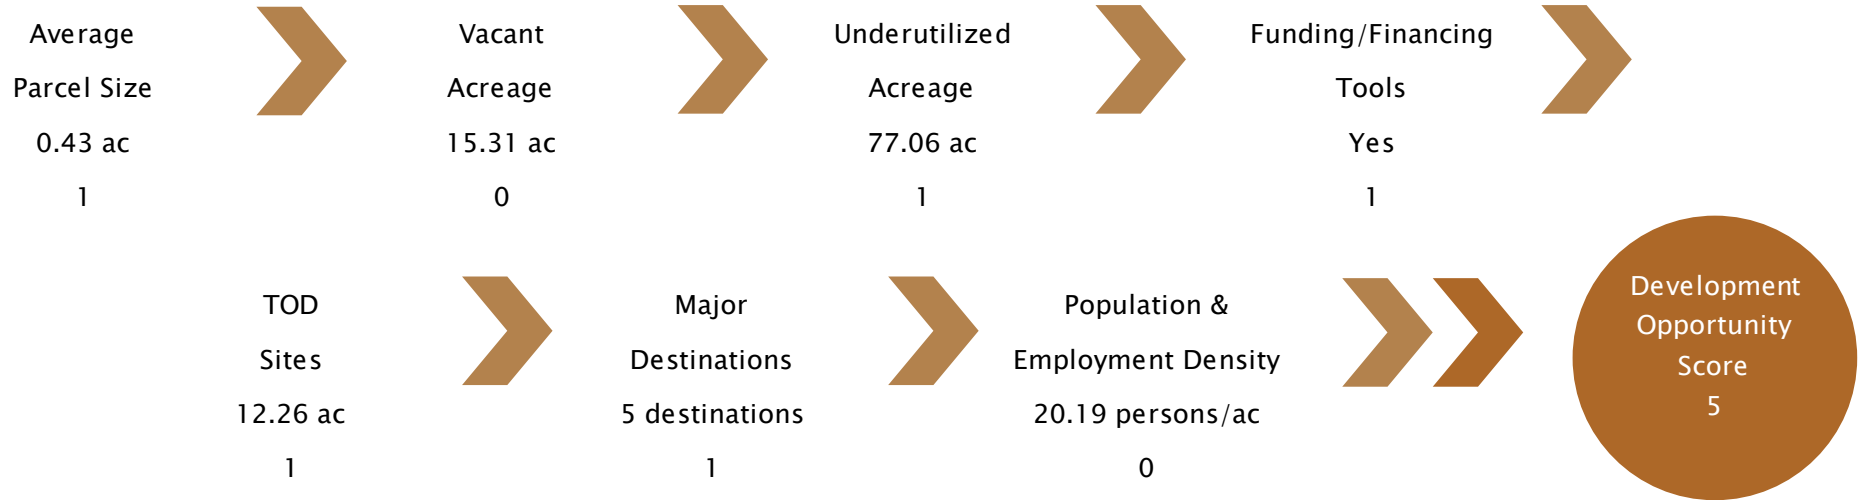 Average
Parcel Size
0.43 ac
1
Vacant
Acreage
15.31 ac
0
Underutilized
Acreage
77.06 ac
1
Funding/Financing
Tools
Yes
1
TOD
Sites
12.26 ac
1
Major
Destinations
5 destinations
1
Population &
Employment Density
20.19 persons/ac
0
Development
Opportunity
Score
5